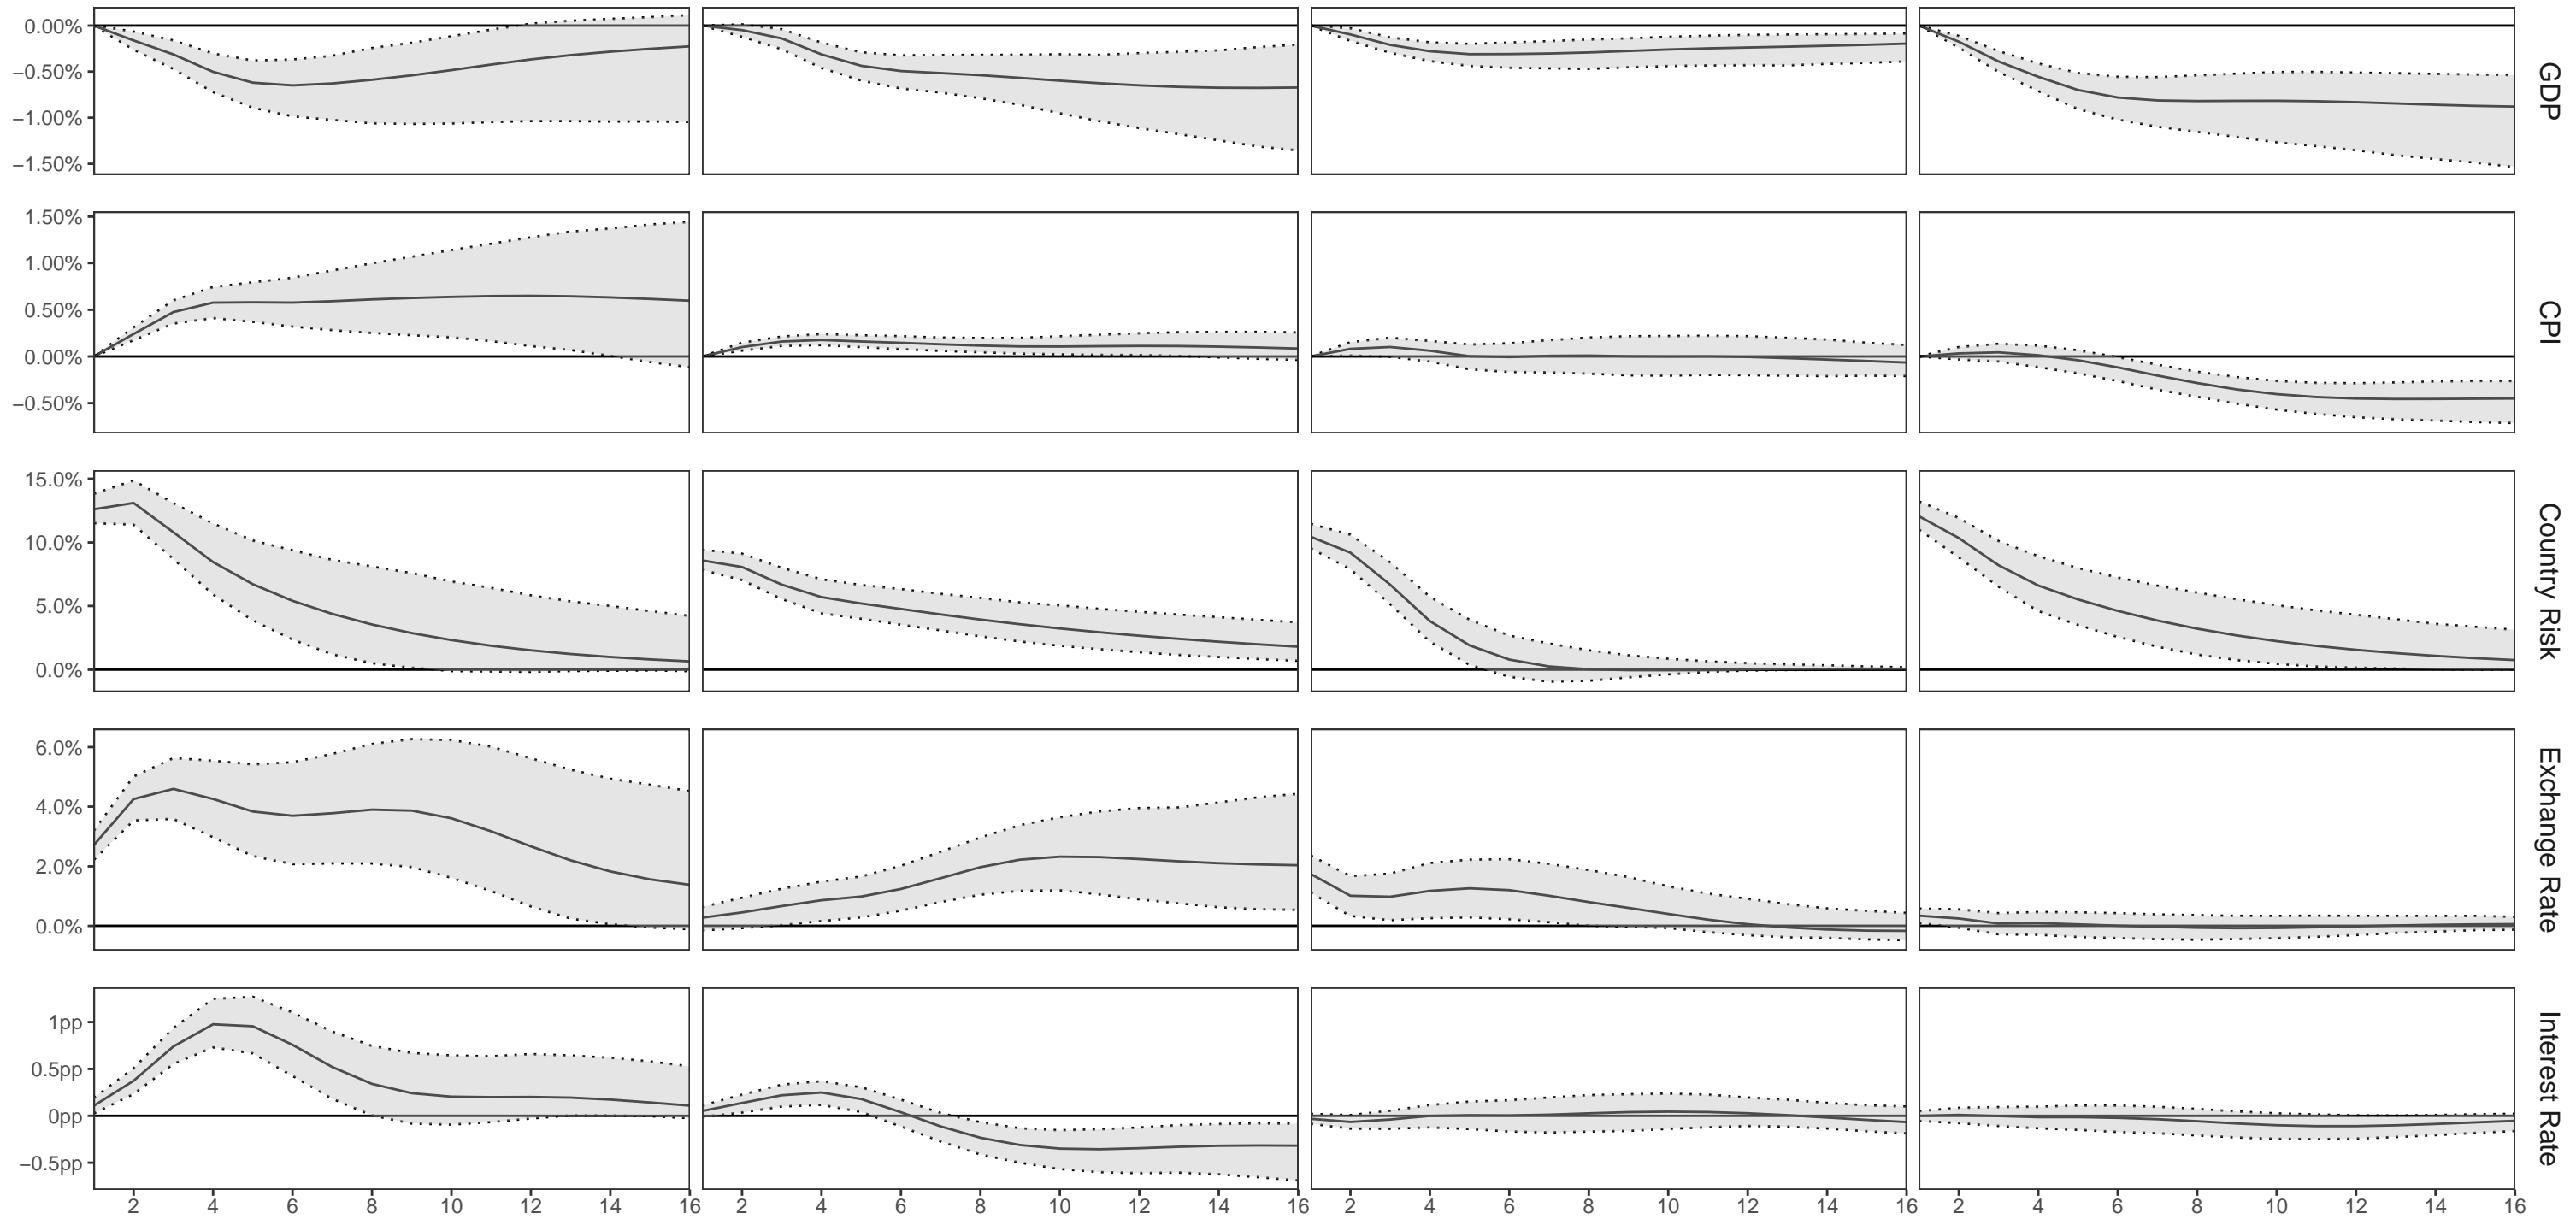 0.00%
−0.50%
−1.00%
−1.50%
GDP
1.50%
1.00%
0.50%
0.00%
−0.50%
CPI
15.0%
10.0%
5.0%
0.0%
Country Risk
6.0%
4.0%
2.0%
0.0%
Exchange Rate
1pp
0.5pp
0pp
−0.5pp
Interest Rate
2 4 6 8 10 12 14 16 2 4 6 8 10 12 14 16 2 4 6 8 10 12 14 16 2 4 6 8 10 12 14 16